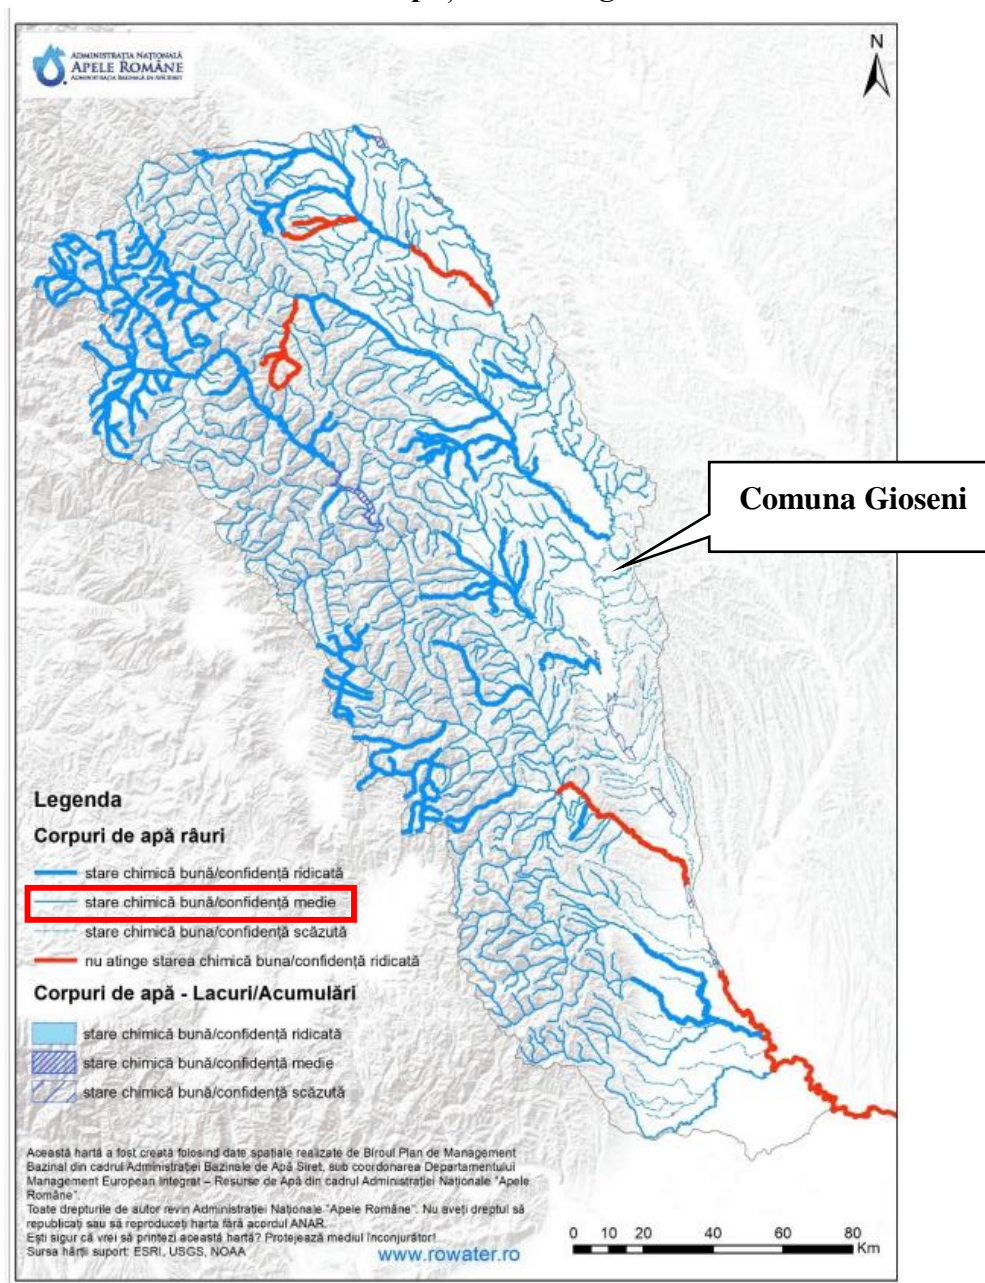 ADMINISTRAȚIA NAȚIONALĂ
APELE ROMÂNE
ADMINISTRAȚIA BAZINALĂ DE APĂ SIRET
N
Comuna Gioseni
Legenda
Corpuri de apă râuri
stare chimică bună/confidență ridicată
stare chimică bună/confidență medie
stare chimică buna/confidență scăzută
nu atinge starea chimică buna/confidență ridicată
Corpuri de apă - Lacuri/Acumulări
stare chimică bună/confidență ridicată
stare chimică bună/confidență medie
stare chimică bună/confidență scăzută
Această hartă a fost creată folosind date spațiale realizate de Biroul Plan de Management
Bazinal din cadrul Administrației Bazinale de Apă Siret, sub coordonarea Departamentului
Management European Integrat – Resurse de Apă din cadrul Administrației Naționale "Apele
Române".
Toate drepturile de autor revin Administrației Naționale "Apele Române". Nu aveți dreptul să
republicați sau să reproduceți harta fără acordul ANAR.
Ești sigur că vrei să printezi această hartă? Protejează mediul înconjurător!
Sursa hărții suport: ESRI, USGS, NOAA
www.rowater.ro
0 10 20 40 60 80
Km